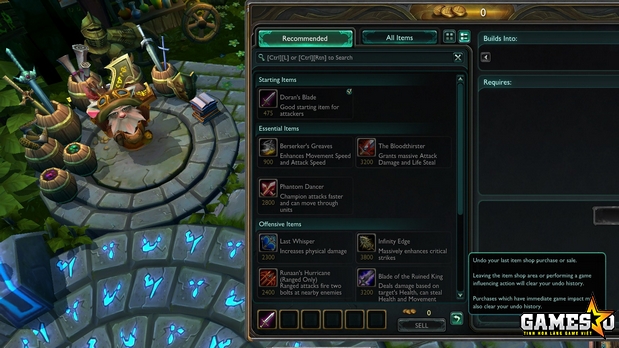 0
Recommended
All Items
Builds Into:
[Ctrl][L] or [Ctrl][Rtn] to Search
Requires:
Starting Items
Doran's Blade
Good starting item for
attackers
475
Essential Items
Berserker's Greaves
Enhances Movement Speed
and Attack Speed
900
The Bloodthirster
Grants massive Attack
Damage and Life Steal
3200
Phantom Dancer
Champion attacks faster
and can move through
units
2800
Offensive Items
Last Whisper
Increases physical damage
2300
Infinity Edge
Massively enhances critical
strikes
3800
Runaan's Hurricane
(Ranged Only)
Ranged attacks fire two
bolts at nearby enemies
2400
Blade of the Ruined King
Deals damage based on
target's Health, can steal
Health and Movement
3200
0
SELL
Undo your last item shop purchase or sale.
Leaving the item shop area or performing a game
influencing action will clear your undo history.
Purchases which have immediate game impact
also clear your undo history.
GAMESAO
TINH HOA LÀNG GAME VIỆT